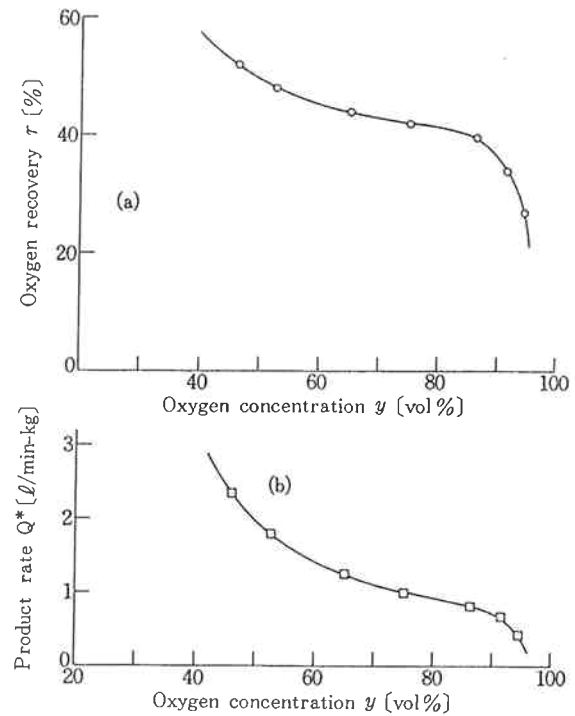 60
40
20
0
Oxygen recovery r [%]
(a)
40 60 80 100
Oxygen concentration y [vol%]
3
2
1
0
Product rate Q* [ℓ/min-kg]
(b)
20 40 60 80 100
Oxygen concentration y [vol%]